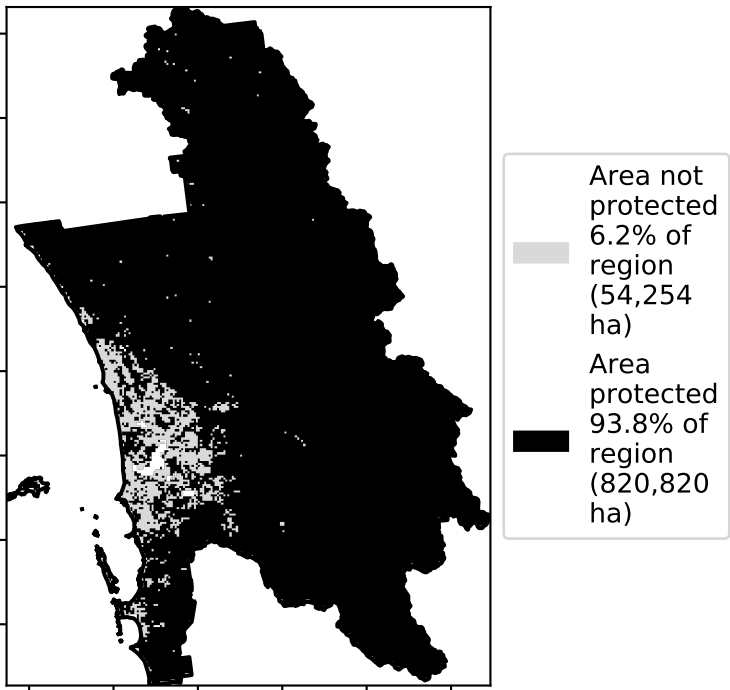 Area not
protected
6.2% of
region
(54,254
ha)
Area
protected
93.8% of
region
(820,820
ha)